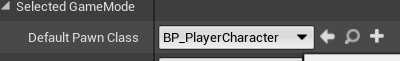 Selected GameMode
Default Pawn Class BP_PlayerCharacter